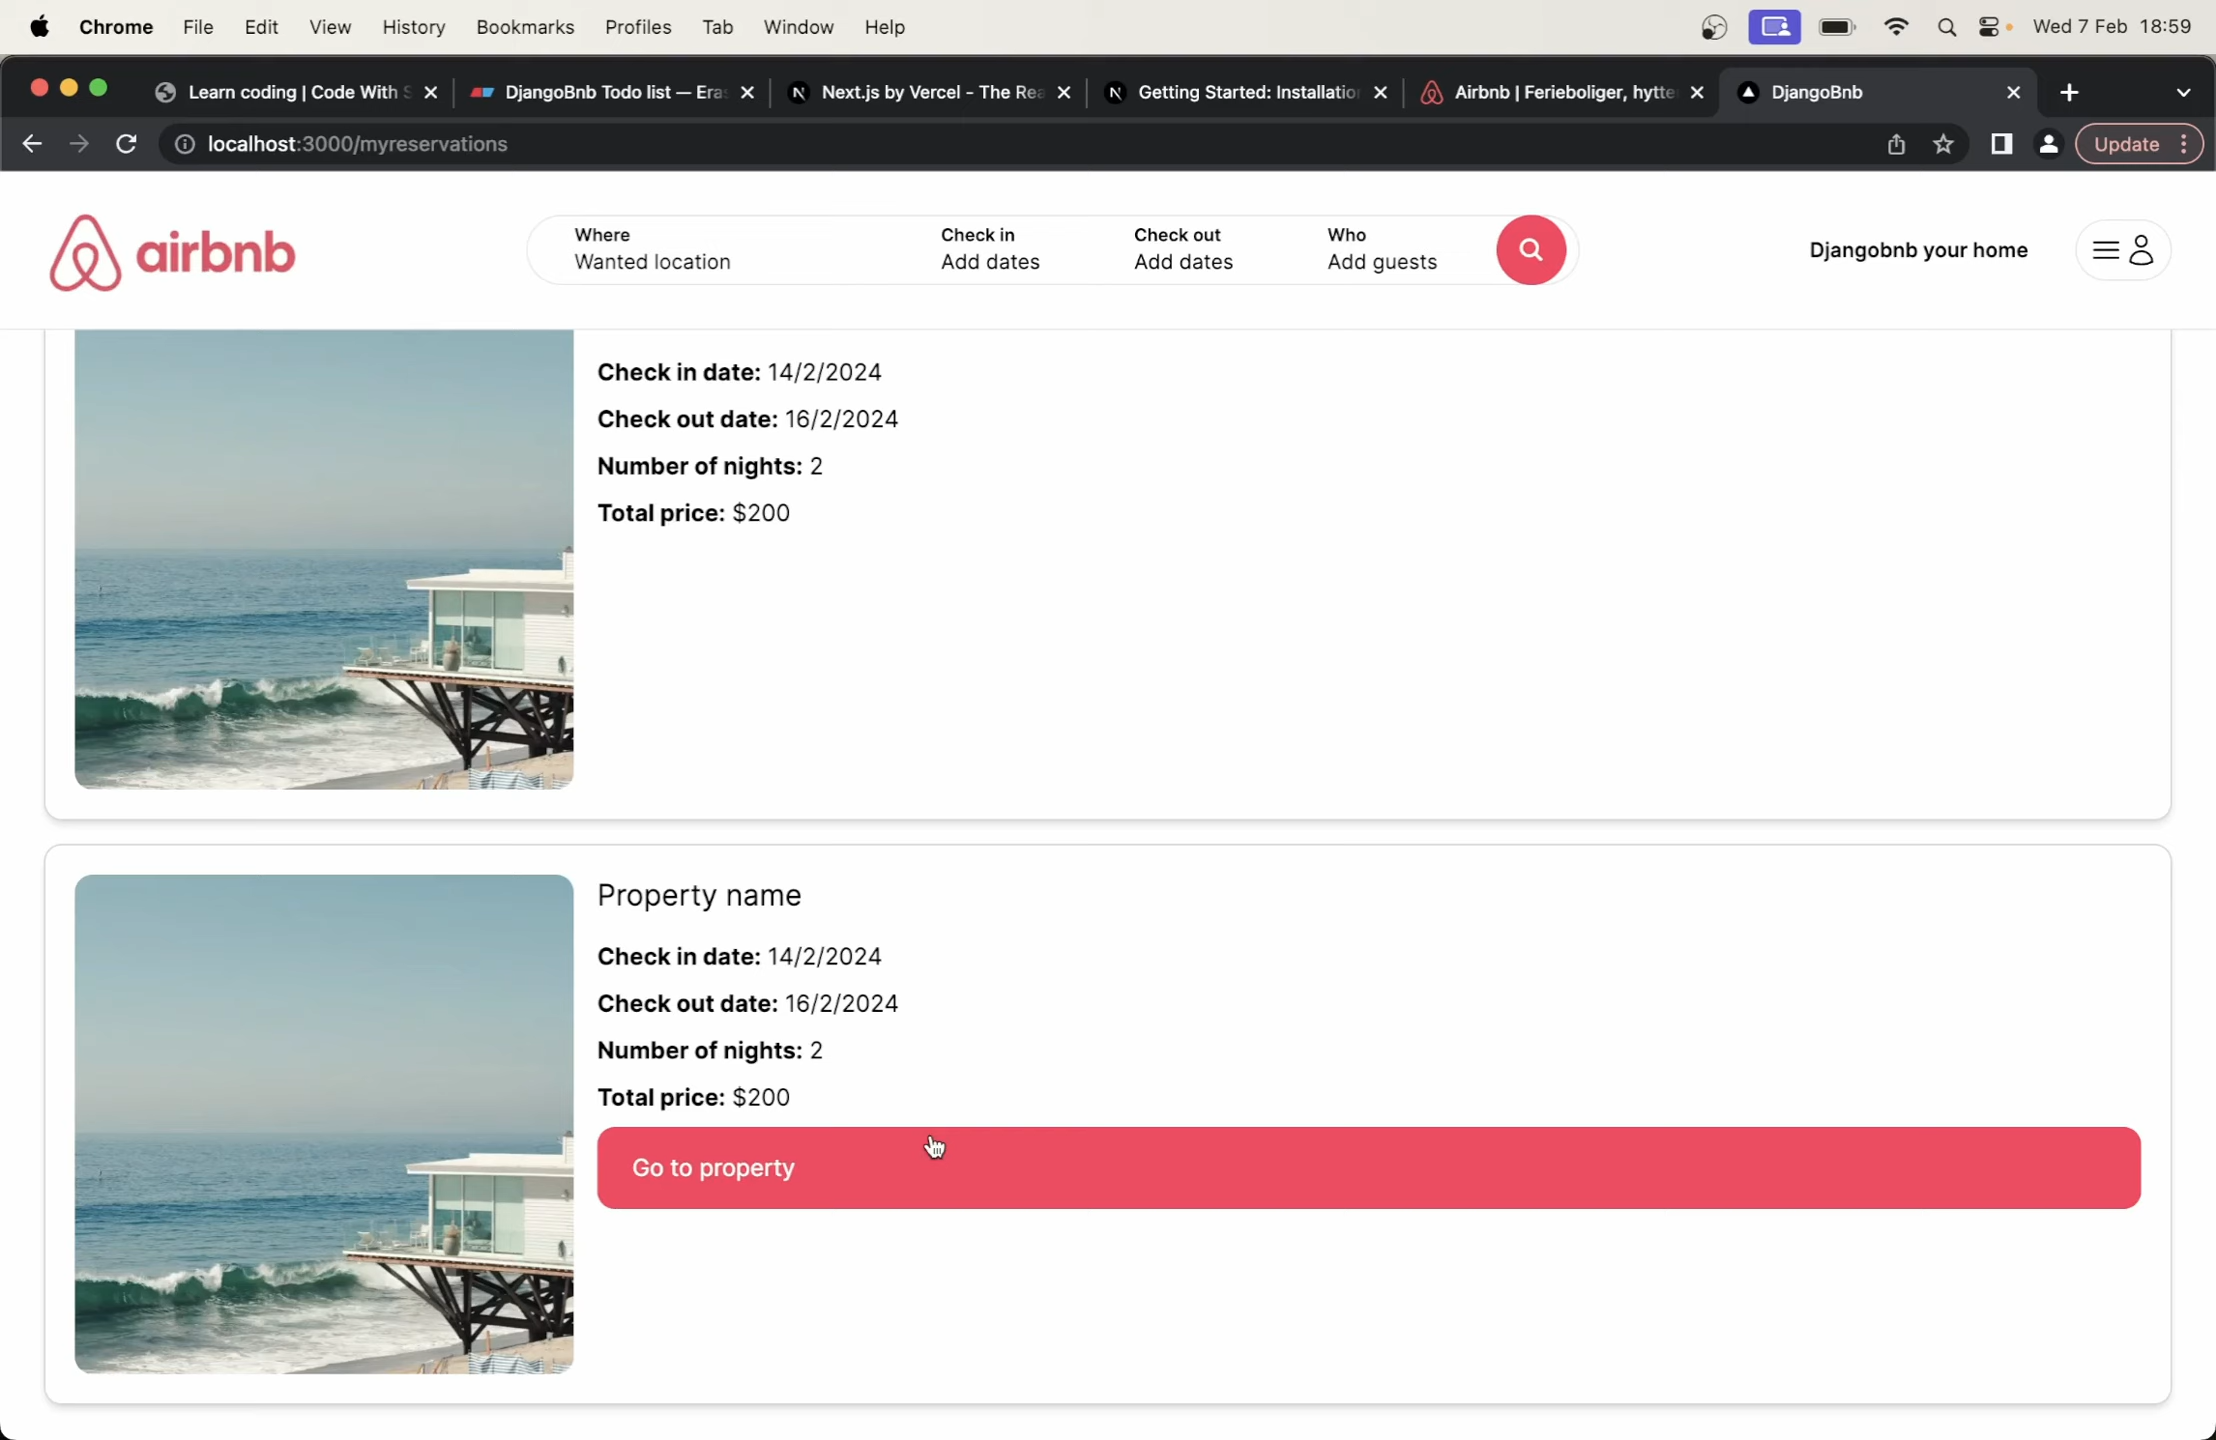 Chrome File Edit View History Bookmarks Profiles Tab Window Help Wed 7 Feb 18:59
Learn coding | Code With S DjangoBnb Todo list — Eras Next.js by Vercel - The Rea Getting Started: Installation Airbnb | Ferieboliger, hytte DjangoBnb
localhost:3000/myreservations Update
airbnb
Where Check in Check out Who
Wanted location Add dates Add dates Add guests
Djangobnb your home
Check in date: 14/2/2024
Check out date: 16/2/2024
Number of nights: 2
Total price: $200
Property name
Check in date: 14/2/2024
Check out date: 16/2/2024
Number of nights: 2
Total price: $200
Go to property